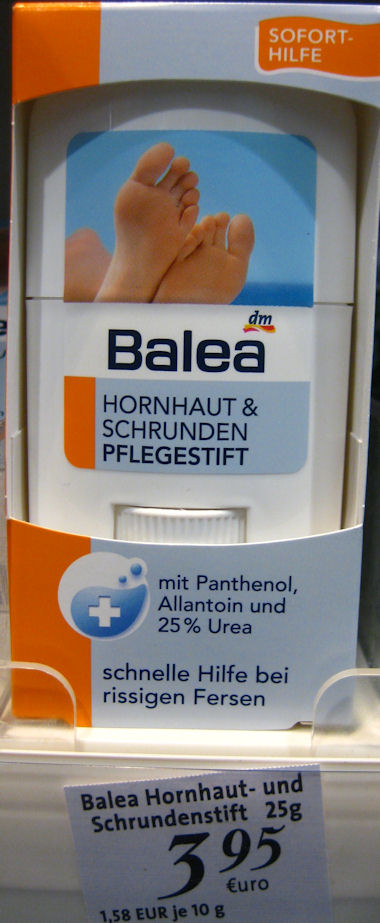 SOFORT-
HILFE
dm
Balea
HORNHAUT &
SCHRUNDEN
PFLEGESTIFT
mit Panthenol,
Allantoin und
25% Urea
schnelle Hilfe bei
rissigen Fersen
Balea Hornhaut- und
Schrundenstift 25g
3 95
€uro
1,58 EUR je 10 g